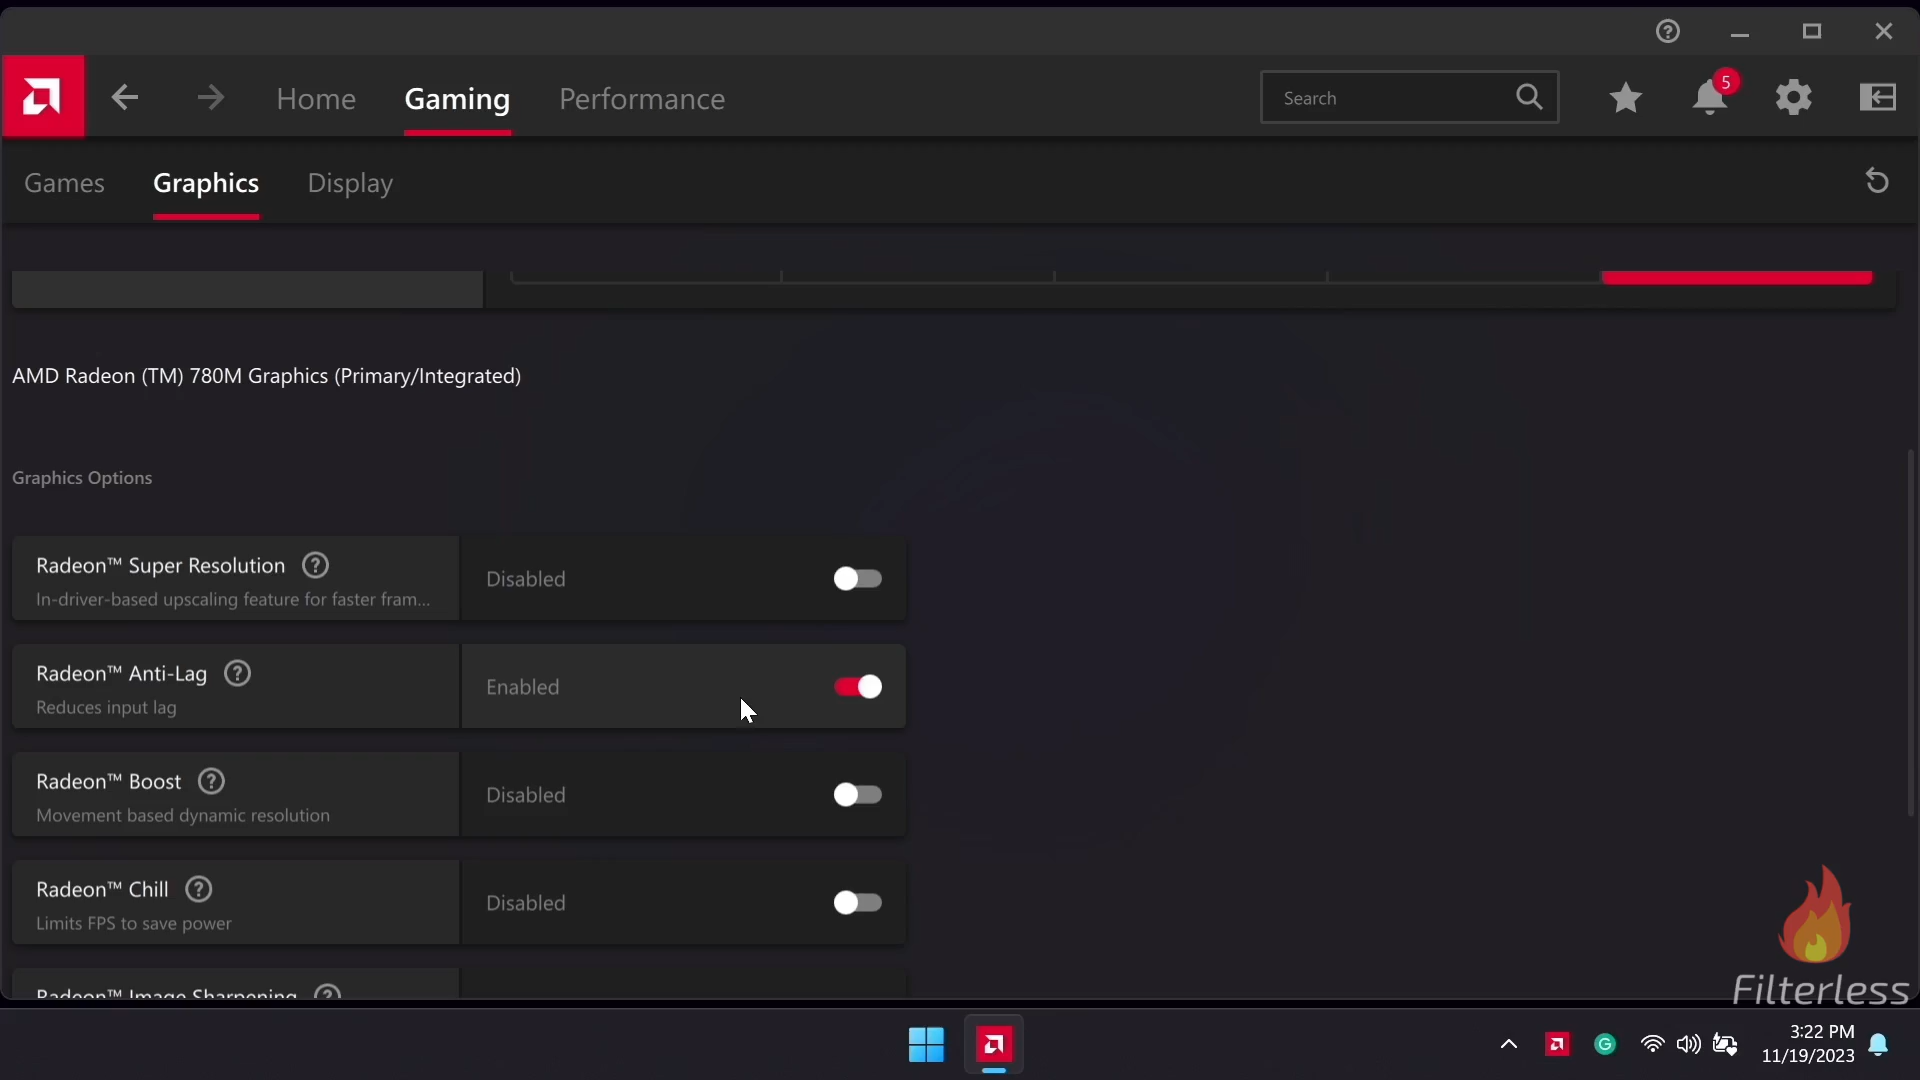 Home
Gaming
Performance
Search
5
Games
Graphics
Display
AMD Radeon (TM) 780M Graphics (Primary/Integrated)
Graphics Options
Radeon™ Super Resolution ?
In-driver-based upscaling feature for faster fram...
Disabled
Radeon™ Anti-Lag ?
Reduces input lag
Enabled
Radeon™ Boost ?
Movement based dynamic resolution
Disabled
Radeon™ Chill ?
Limits FPS to save power
Disabled
Radeon™ Image Sharpening ?
Filterless
G
3:22 PM
11/19/2023